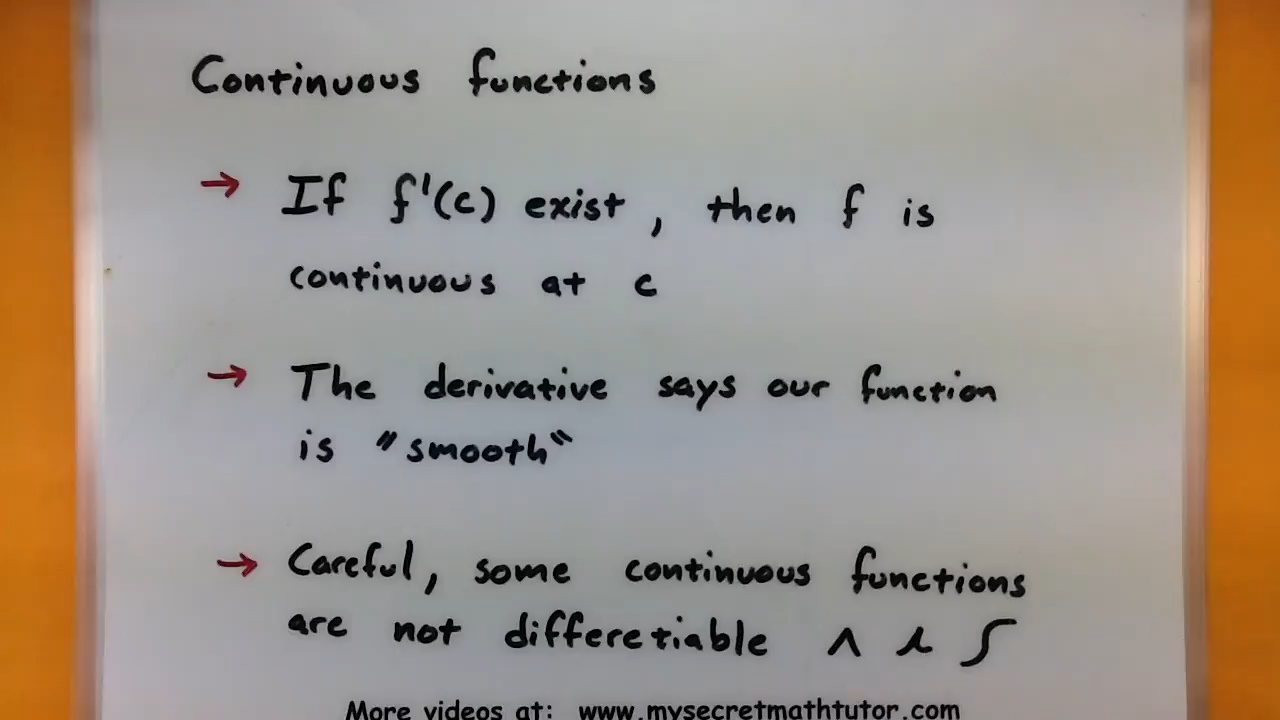 Continuous functions
→ If f'(c) exist, then f is
continuous at c
→ The derivative says our function
is "smooth"
→ Careful, some continuous functions
are not differetiable
More videos at: www.mysecretmathtutor.com